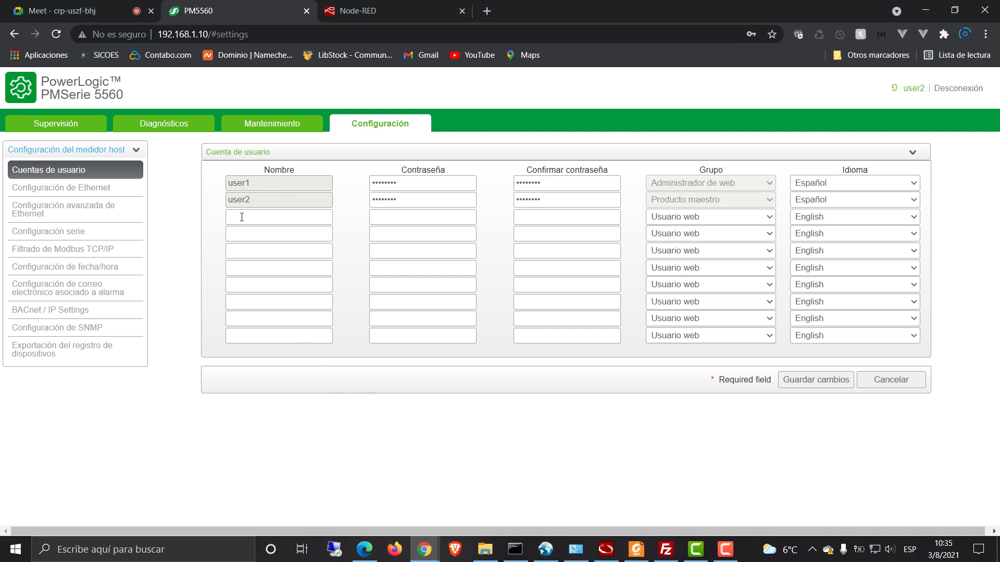 Meet - crp-uszf-bhj
PM5560
Node-RED
No es seguro 192.168.1.10/#settings
Aplicaciones SICOES Contabo.com Dominio | Nameche... LibStock - Commun... Gmail YouTube Maps Otros marcadores Lista de lectura
PowerLogic™
PMSerie 5560
user2 Desconexión
Supervisión Diagnósticos Mantenimiento Configuración
Configuración del medidor host
Cuentas de usuario
Configuración de Ethernet
Configuración avanzada de
Ethernet
Configuración serie
Filtrado de Modbus TCP/IP
Configuración de fecha/hora
Configuración de correo
electrónico asociado a alarma
BACnet / IP Settings
Configuración de SNMP
Exportación del registro de
dispositivos
Cuenta de usuario
Nombre Contraseña Confirmar contraseña Grupo Idioma
user1 •••••••• •••••••• Administrador de web Español
user2 •••••••• •••••••• Producto maestro Español
Usuario web English
Usuario web English
Usuario web English
Usuario web English
Usuario web English
Usuario web English
Usuario web English
Usuario web English
* Required field Guardar cambios Cancelar
Escribe aquí para buscar
6°C ESP
10:35
3/8/2021